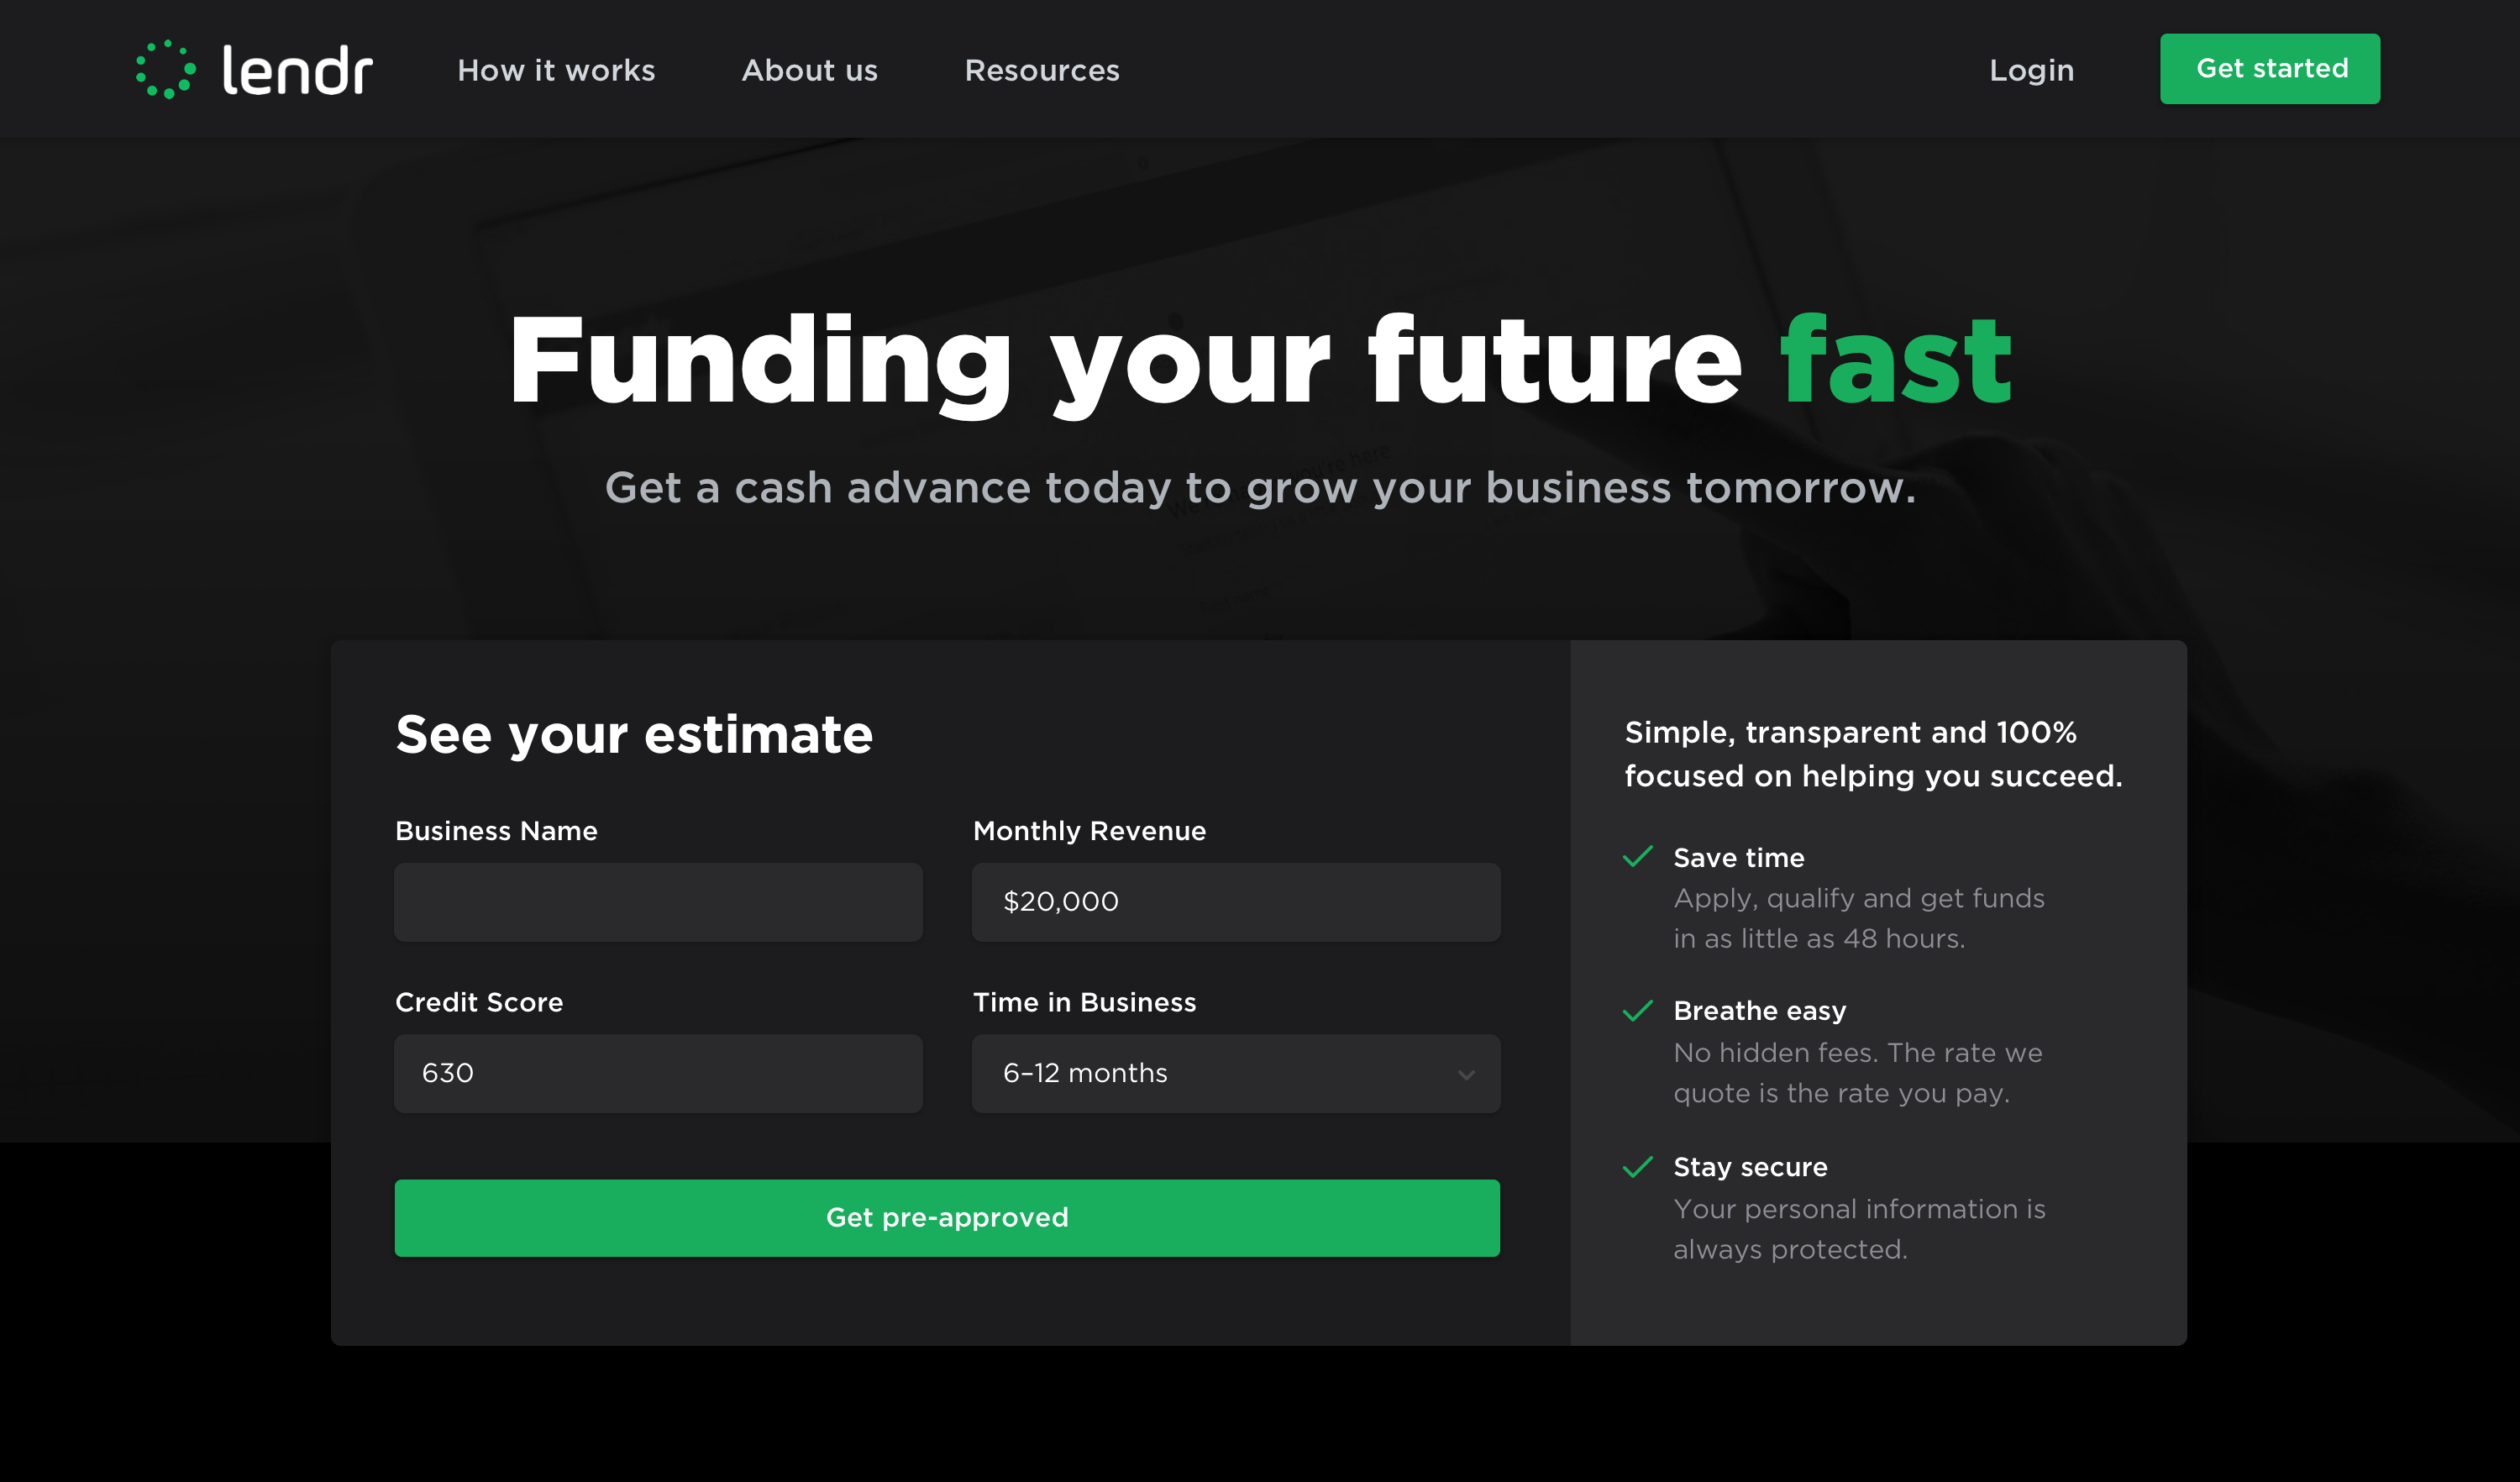 lendr
How it works
About us
Resources
Login
Get started
Funding your future fast
Get a cash advance today to grow your business tomorrow.
See your estimate
Business Name
Monthly Revenue
$20,000
Credit Score
Time in Business
630
6–12 months
Get pre-approved
Simple, transparent and 100%
focused on helping you succeed.
Save time
Apply, qualify and get funds
in as little as 48 hours.
Breathe easy
No hidden fees. The rate we
quote is the rate you pay.
Stay secure
Your personal information is
always protected.